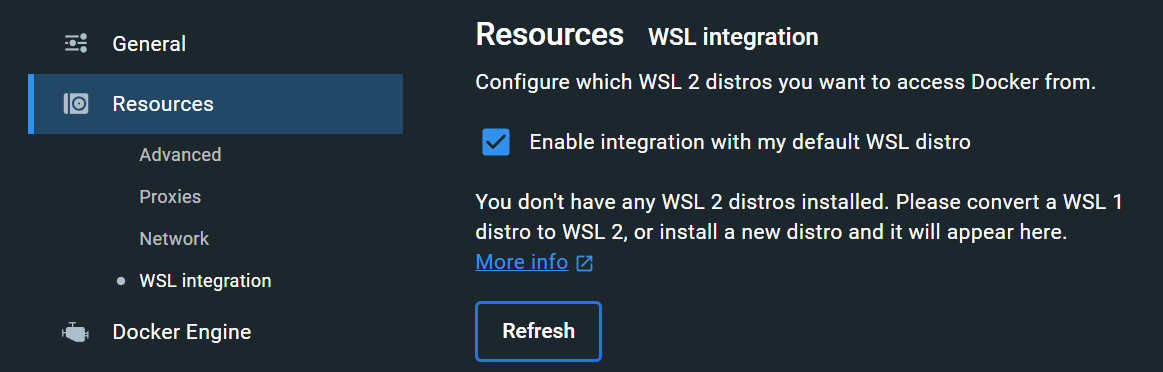 General
Resources
Advanced
Proxies
Network
WSL integration
Docker Engine
Resources WSL integration
Configure which WSL 2 distros you want to access Docker from.
Enable integration with my default WSL distro
You don't have any WSL 2 distros installed. Please convert a WSL 1
distro to WSL 2, or install a new distro and it will appear here.
More info
Refresh